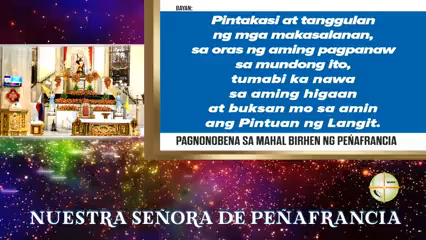 BAYAN:
Pintakasi at tanggulan
ng mga makasalanan,
sa oras ng aming pagpanaw
sa mundong ito,
tumabi ka nawa
sa aming higaan
at buksan mo sa amin
ang Pintuan ng Langit.
PAGNONOBENA SA MAHAL BIRHEN NG PEÑAFRANCIA
NUESTRA SEÑORA DE PEÑAFRANCIA